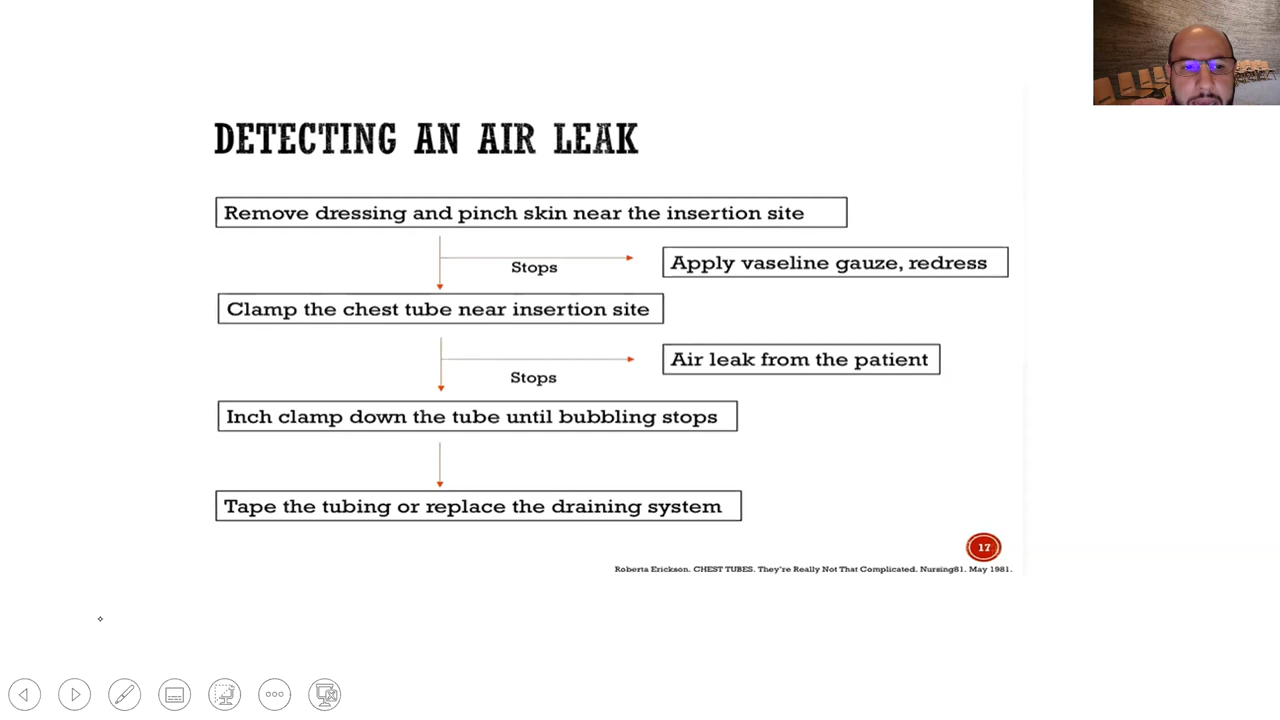 DETECTING AN AIR LEAK
Remove dressing and pinch skin near the insertion site
Stops
Apply vaseline gauze, redress
Clamp the chest tube near insertion site
Stops
Air leak from the patient
Inch clamp down the tube until bubbling stops
Tape the tubing or replace the draining system
17
Roberta Erickson. CHEST TUBES. They're Really Not That Complicated. Nursing81. May 1981.